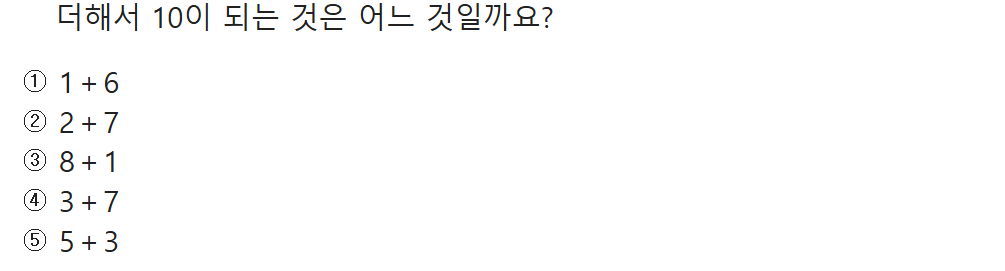 더해서 10이 되는 것은 어느 것일까요?
① 1 + 6
② 2 + 7
③ 8 + 1
④ 3 + 7
⑤ 5 + 3